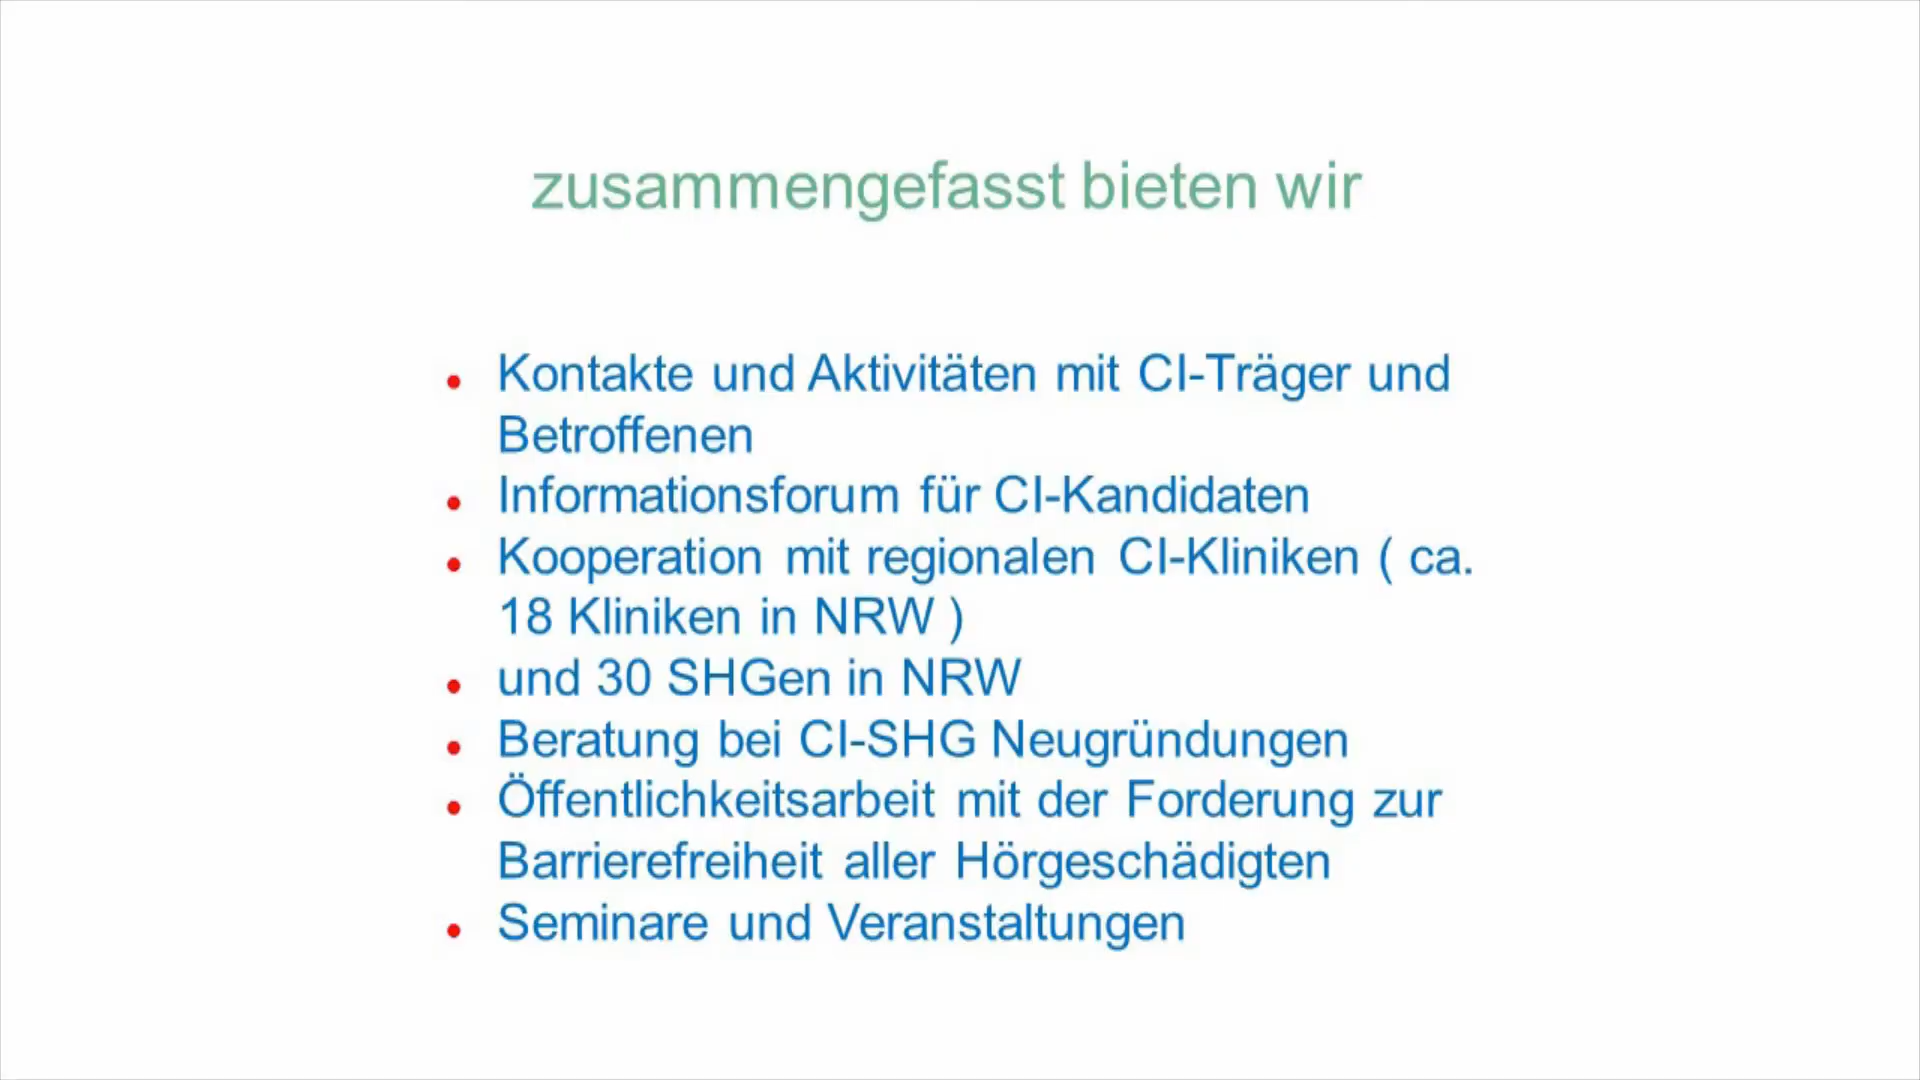 zusammengefasst bieten wir
• Kontakte und Aktivitäten mit CI-Träger und
Betroffenen
• Informationsforum für CI-Kandidaten
• Kooperation mit regionalen CI-Kliniken ( ca.
18 Kliniken in NRW )
• und 30 SHGen in NRW
• Beratung bei CI-SHG Neugründungen
• Öffentlichkeitsarbeit mit der Forderung zur
Barrierefreiheit aller Hörgeschädigten
• Seminare und Veranstaltungen